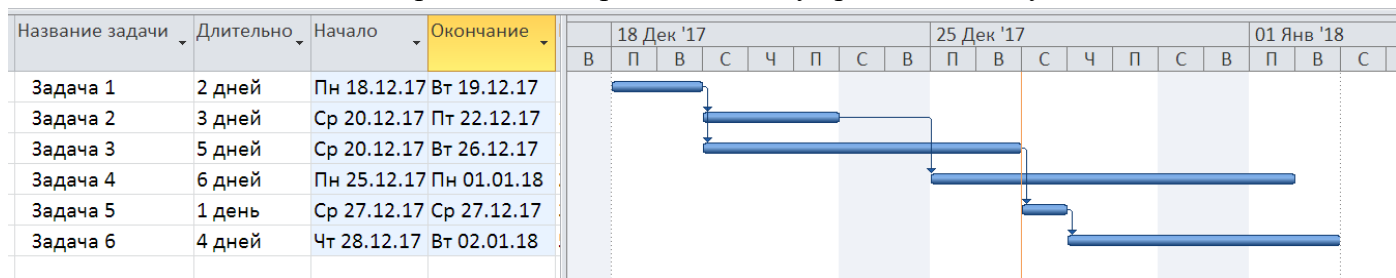 Название задачи Длительно Начало Окончание 18 Дек '17 25 Дек '17 01 Янв '18
В П В С Ч П С В П В С Ч П С В П В С
Задача 1 2 дней Пн 18.12.17 Вт 19.12.17
Задача 2 3 дней Ср 20.12.17 Пт 22.12.17
Задача 3 5 дней Ср 20.12.17 Вт 26.12.17
Задача 4 6 дней Пн 25.12.17 Пн 01.01.18
Задача 5 1 день Ср 27.12.17 Ср 27.12.17
Задача 6 4 дней Чт 28.12.17 Вт 02.01.18